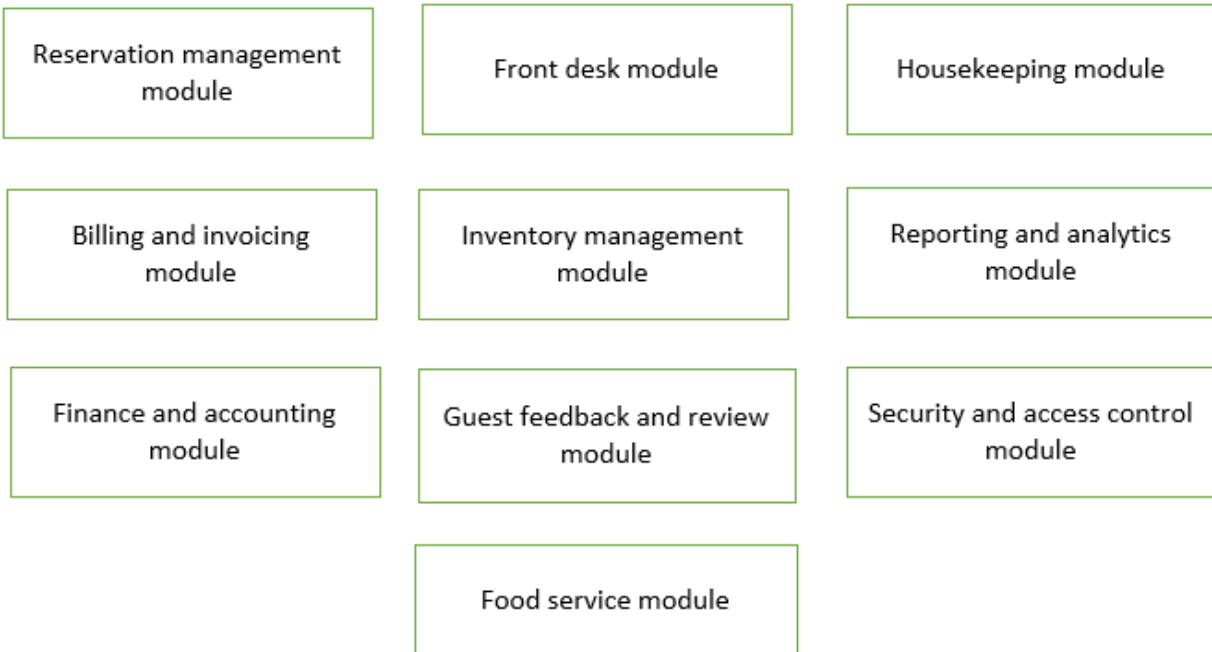 Reservation management
module
Front desk module
Housekeeping module
Billing and invoicing
module
Inventory management
module
Reporting and analytics
module
Finance and accounting
module
Guest feedback and review
module
Security and access control
module
Food service module